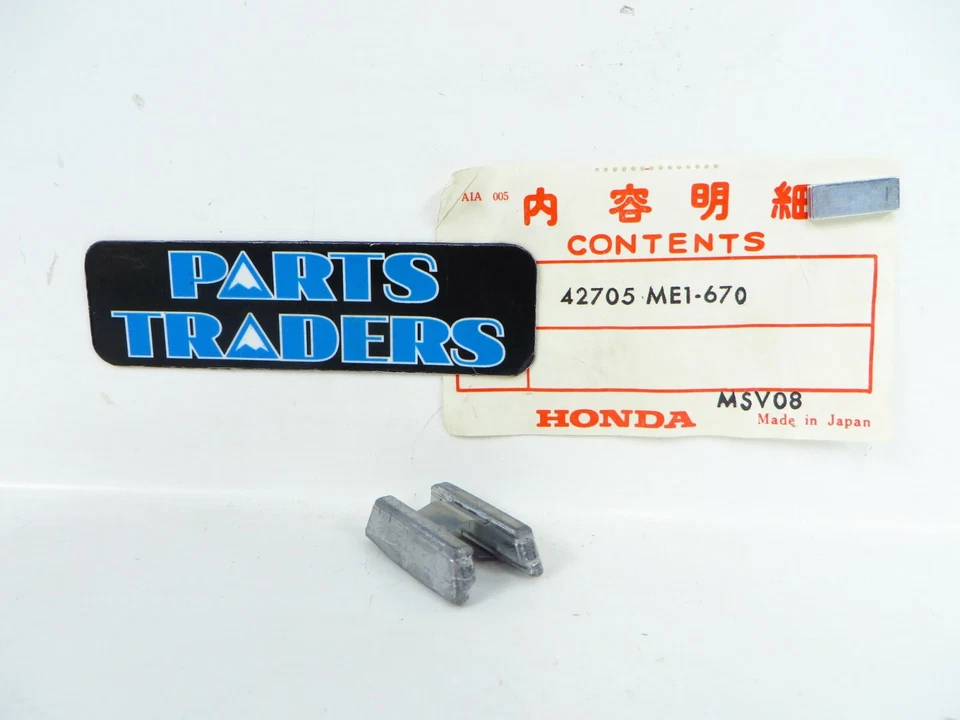 PARTS
TRADERS
AIA 005
内容明細
CONTENTS
42705 ME1-670
MSV08
HONDA
Made in Japan